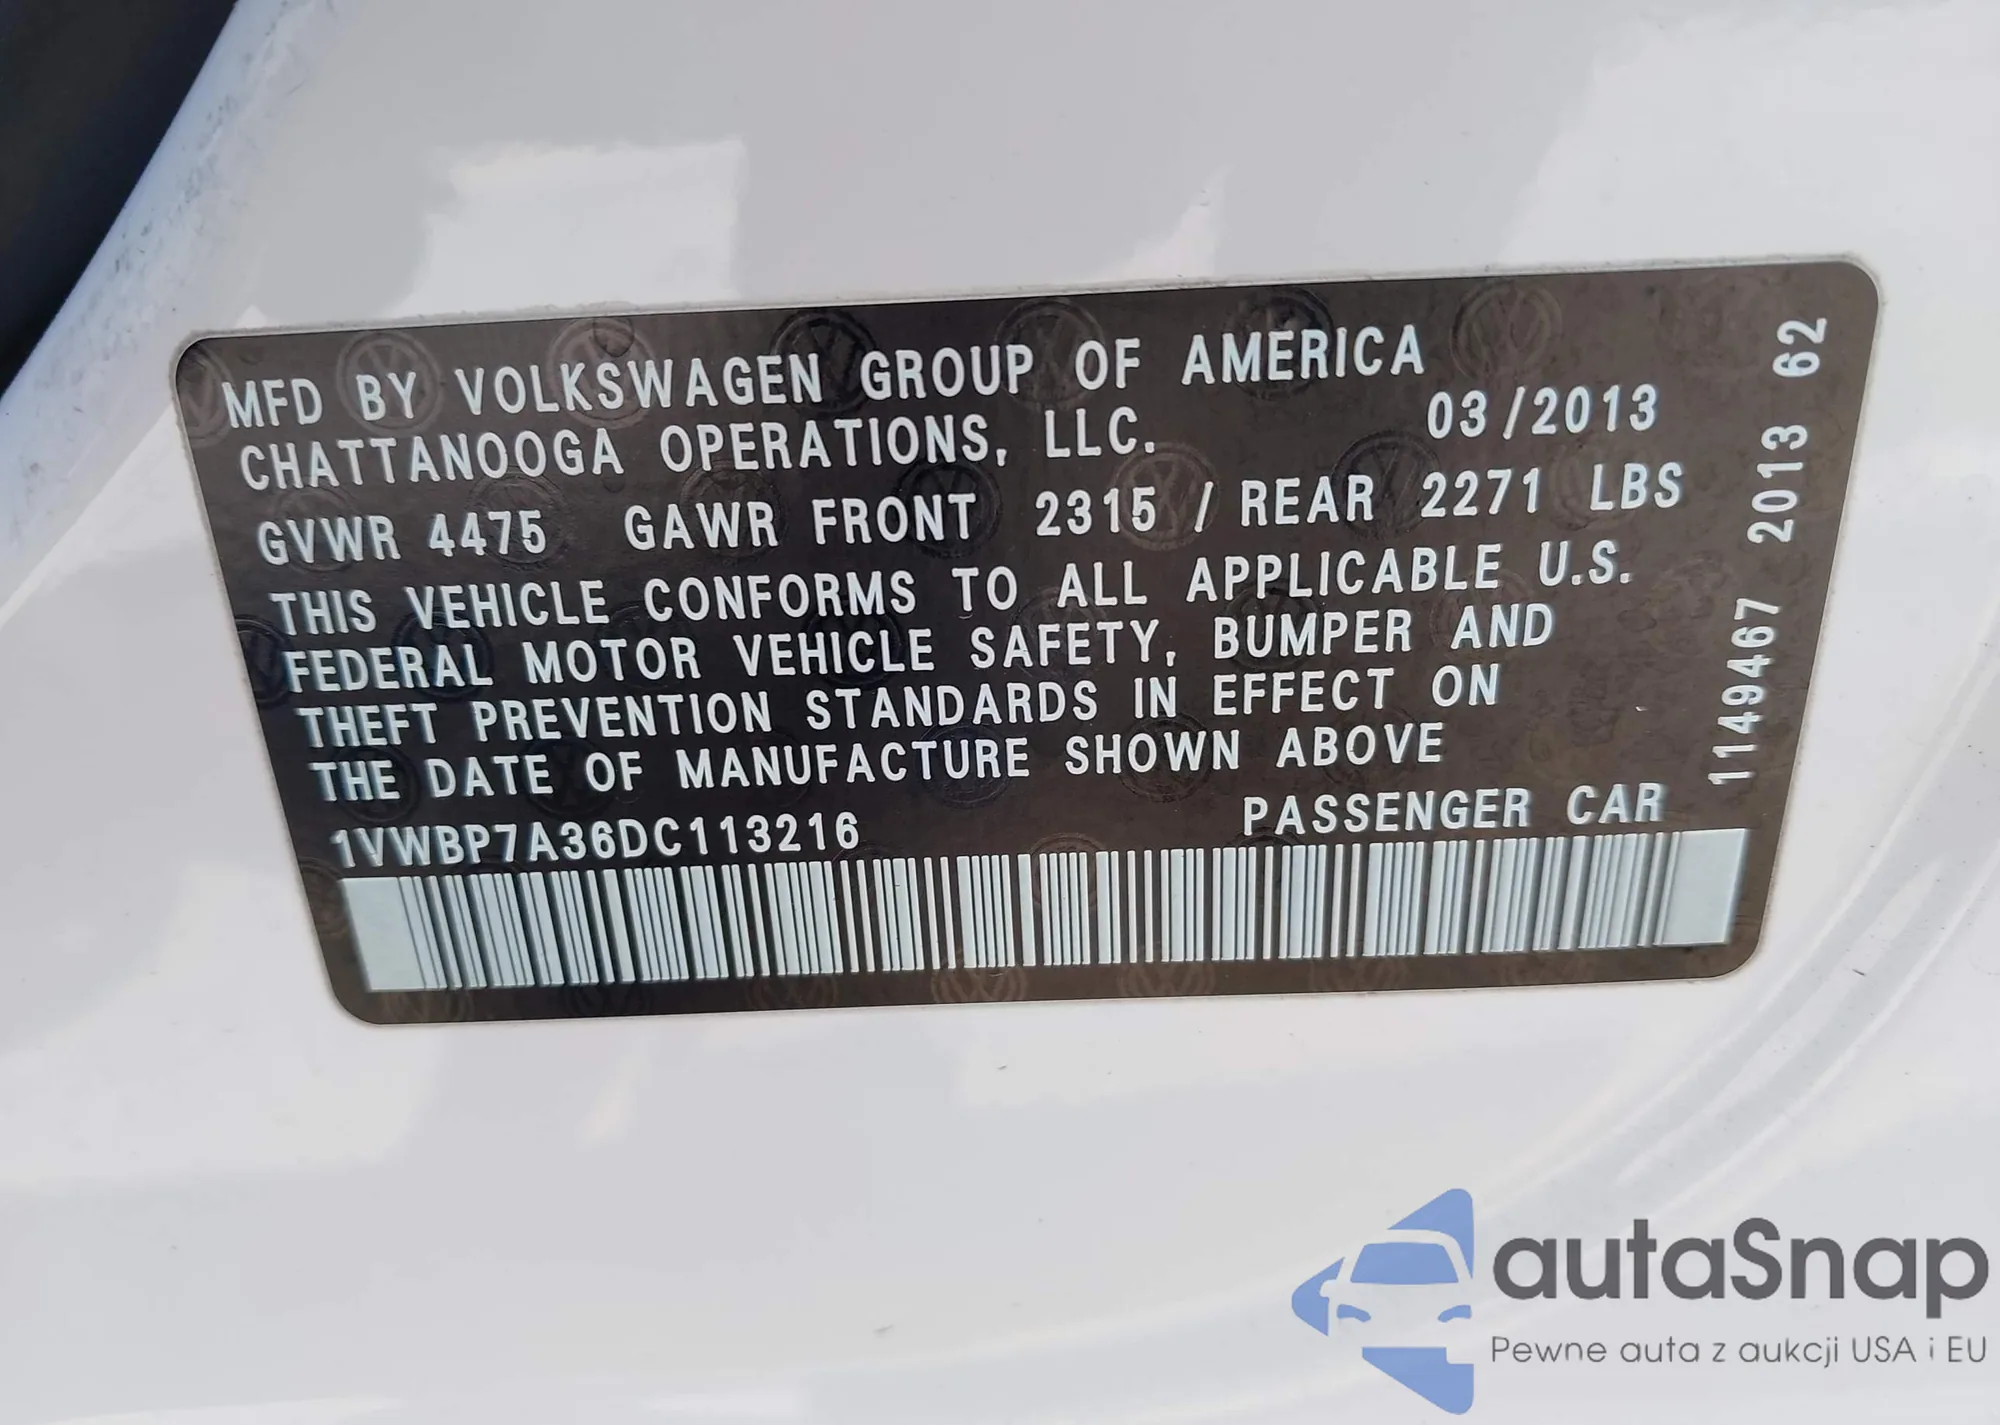 MFD BY VOLKSWAGEN GROUP OF AMERICA
CHATTANOOGA OPERATIONS, LLC. 03/2013
GVWR 4475 GAWR FRONT 2315 / REAR 2271 LBS
THIS VEHICLE CONFORMS TO ALL APPLICABLE U.S.
FEDERAL MOTOR VEHICLE SAFETY, BUMPER AND
THEFT PREVENTION STANDARDS IN EFFECT ON
THE DATE OF MANUFACTURE SHOWN ABOVE
1VWBP7A36DC113216 PASSENGER CAR
1149467 2013 62
autaSnap
Pewne auta z aukcji USA i EU